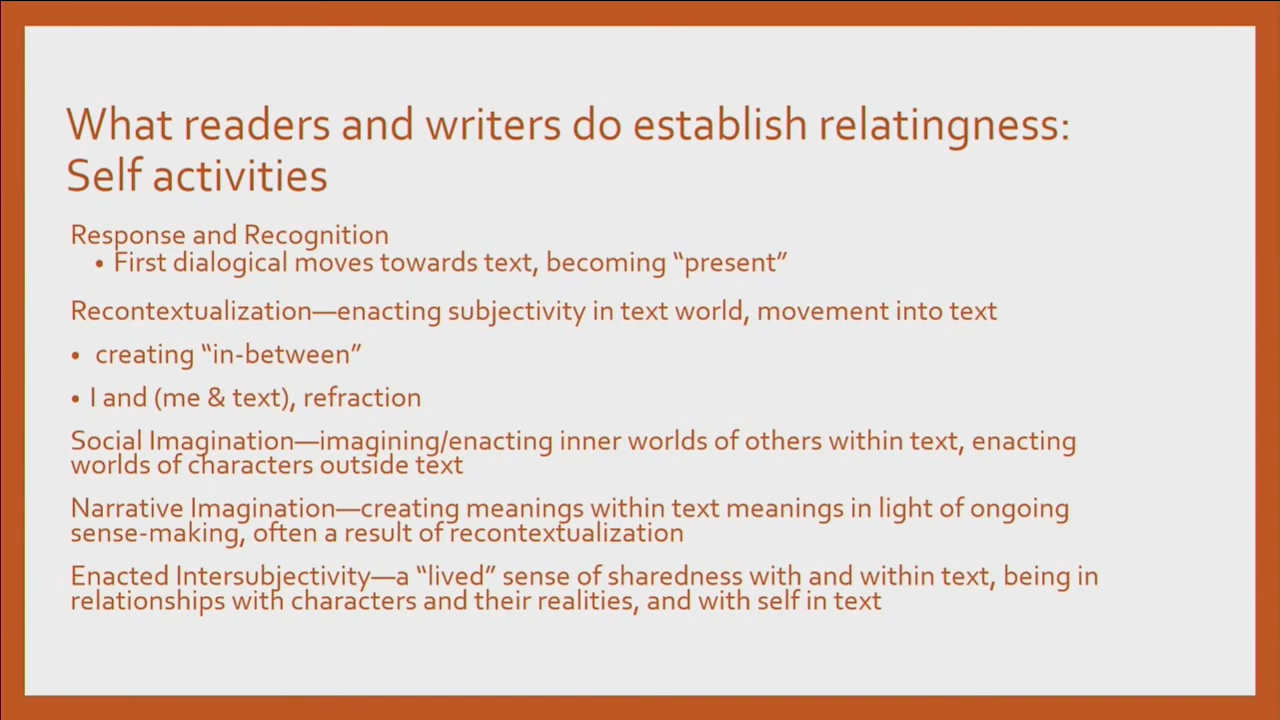 What readers and writers do establish relatingness:
Self activities
Response and Recognition
• First dialogical moves towards text, becoming “present”
Recontextualization—enacting subjectivity in text world, movement into text
• creating “in-between”
• I and (me & text), refraction
Social Imagination—imagining/enacting inner worlds of others within text, enacting
worlds of characters outside text
Narrative Imagination—creating meanings within text meanings in light of ongoing
sense-making, often a result of recontextualization
Enacted Intersubjectivity—a “lived” sense of sharedness with and within text, being in
relationships with characters and their realities, and with self in text